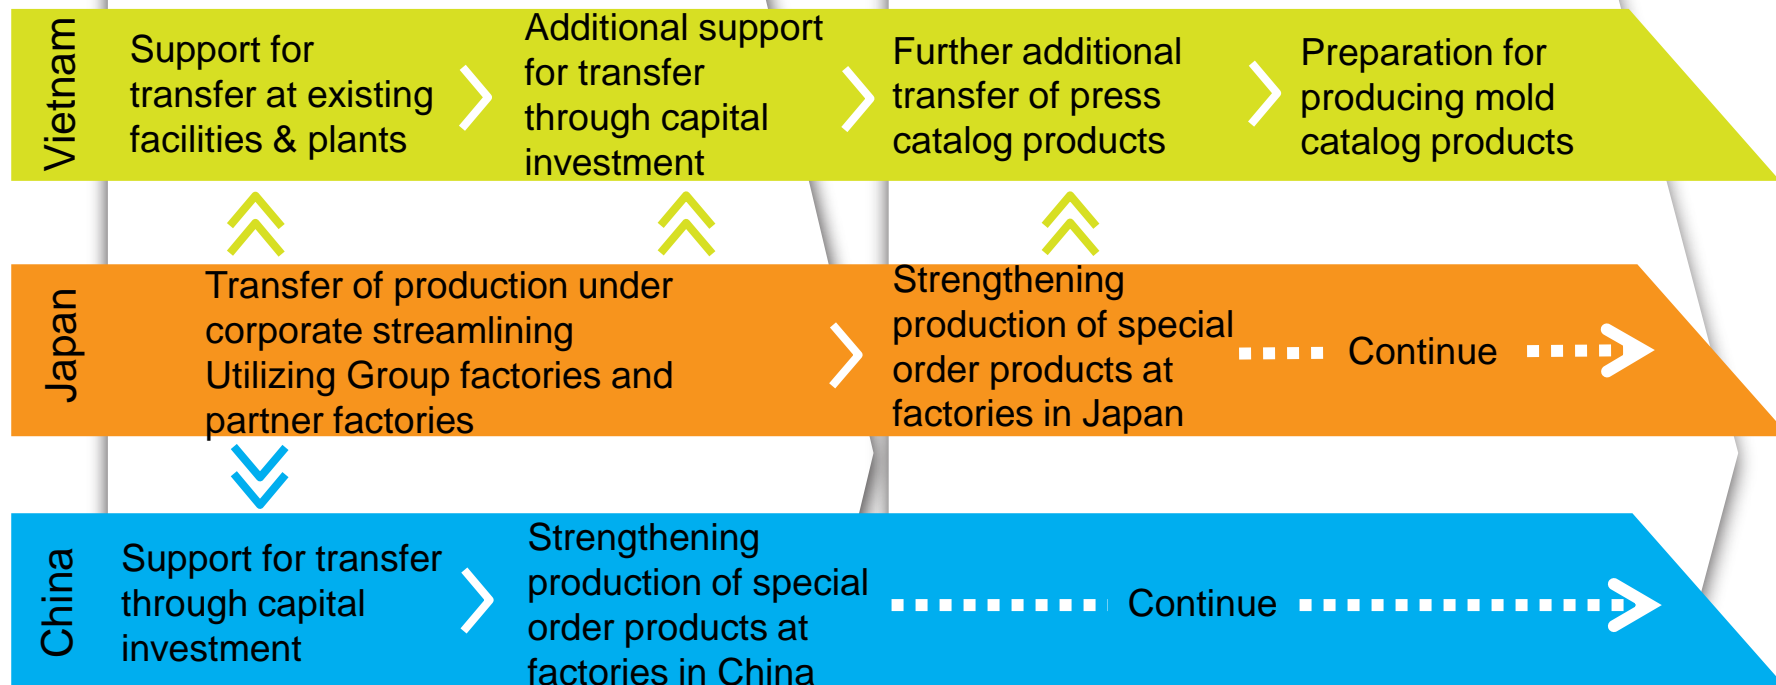 Vietnam
Support for
transfer at existing
facilities & plants
Additional support
for transfer
through capital
investment
Further additional
transfer of press
catalog products
Preparation for
producing mold
catalog products
Japan
Transfer of production under
corporate streamlining
Utilizing Group factories and
partner factories
Strengthening
production of special
order products at
factories in Japan
Continue
China
Support for transfer
through capital
investment
Strengthening
production of special
order products at
factories in China
Continue